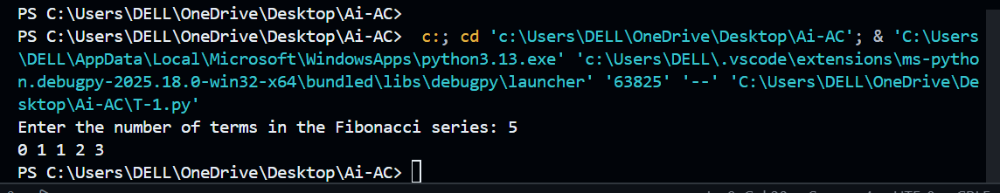 PS C:\Users\DELL\OneDrive\Desktop\Ai-AC>
PS C:\Users\DELL\OneDrive\Desktop\Ai-AC>  c:; cd 'c:\Users\DELL\OneDrive\Desktop\Ai-AC'; & 'C:\Users
\DELL\AppData\Local\Microsoft\WindowsApps\python3.13.exe' 'c:\Users\DELL\.vscode\extensions\ms-pytho
n.debugpy-2025.18.0-win32-x64\bundled\libs\debugpy\launcher' '63825' '--' 'C:\Users\DELL\OneDrive\De
sktop\Ai-AC\T-1.py'
Enter the number of terms in the Fibonacci series: 5
0 1 1 2 3
PS C:\Users\DELL\OneDrive\Desktop\Ai-AC>